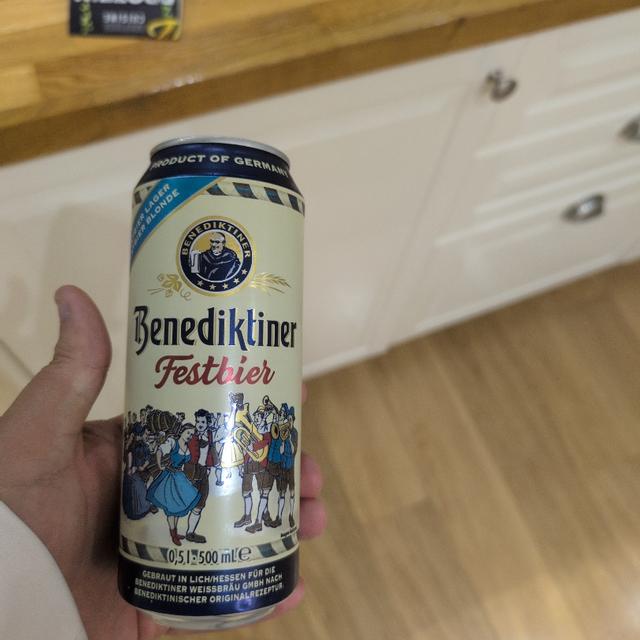 PRODUCT OF GERMANY
LAGER
BLONDE
BENEDIKTINER
Benediktiner
Festbier
0,5 l - 500 ml e
GEBRAUT IN LICH/HESSEN FÜR DIE
BENEDIKTINER WEISSBRÄU GMBH NACH
BENEDIKTINISCHER ORIGINALREZEPTUR.